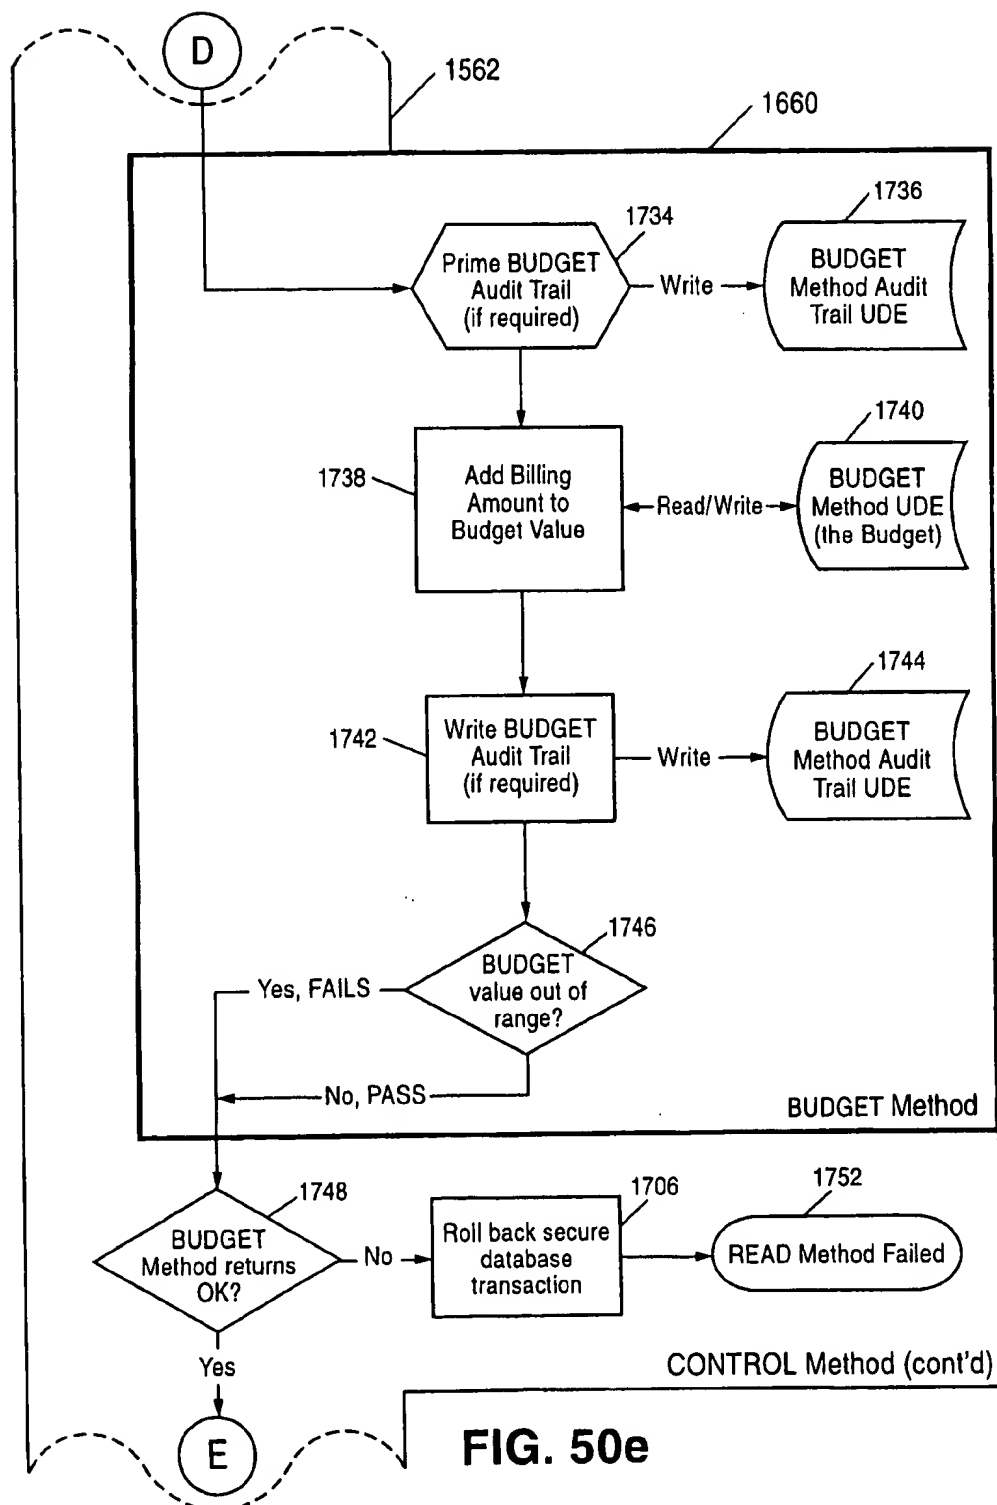 D
1562
1660
1734
1736
Prime BUDGET
Audit Trail
(if required)
Write
BUDGET
Method Audit
Trail UDE
1738
Add Billing
Amount to
Budget Value
Read/Write
1740
BUDGET
Method UDE
(the Budget)
1742
Write BUDGET
Audit Trail
(if required)
Write
1744
BUDGET
Method Audit
Trail UDE
1746
BUDGET
value out of
range?
Yes, FAILS
No, PASS
BUDGET Method
1748
BUDGET
Method returns
OK?
No
1706
Roll back secure
database
transaction
1752
READ Method Failed
Yes
CONTROL Method (cont'd)
E
FIG. 50e